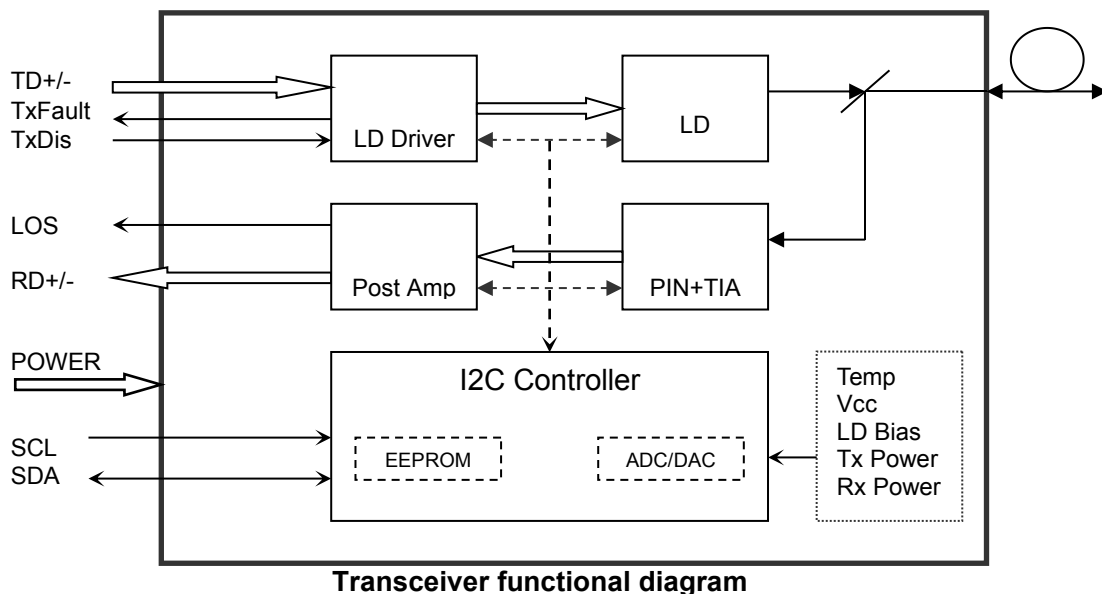 TD+/-
TxFault
TxDis
LD Driver
LD
LOS
RD+/-
Post Amp
PIN+TIA
POWER
SCL
SDA
I2C Controller
EEPROM
ADC/DAC
Temp
Vcc
LD Bias
Tx Power
Rx Power
Transceiver functional diagram